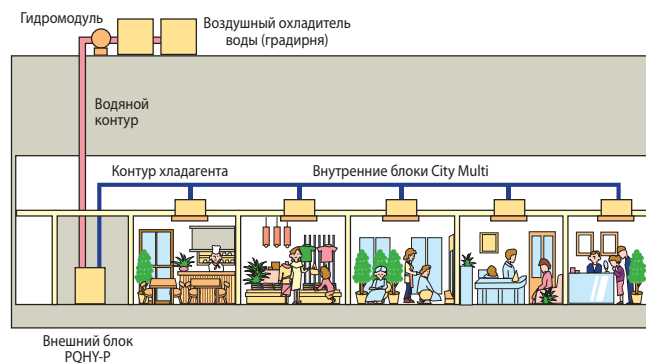 Гидромодуль
Воздушный охладитель
воды (градирня)
Водяной
контур
Контур хладагента
Внутренние блоки City Multi
Внешний блок
PQHY-P